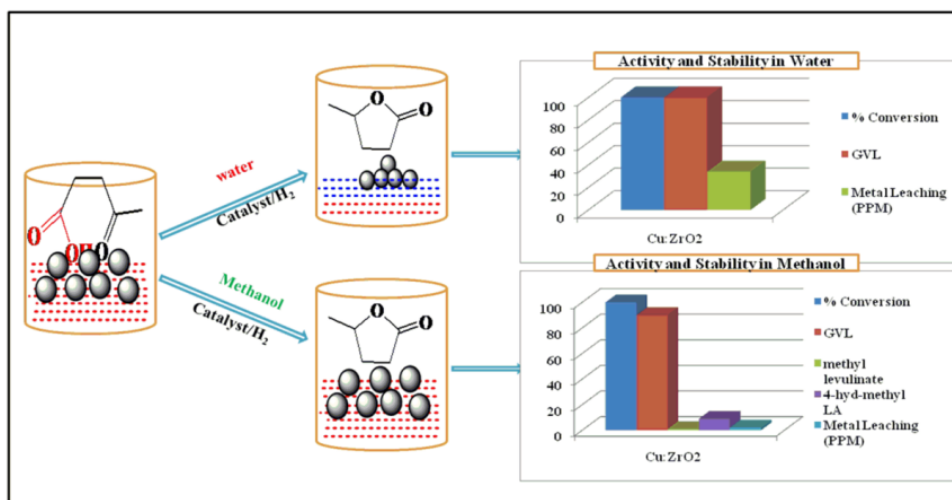 Activity and Stability in Water
100
80
60
40
20
0
Cu:ZrO2
% Conversion
GVL
Metal Leaching
(PPM)
water
Catalyst/H2
O
O
O
OH
O
Methanol
Catalyst/H2
O
O
Activity and Stability in Methanol
100
80
60
40
20
0
Cu:ZrO2
% Conversion
GVL
methyl
levulinate
4-hyd-methyl
LA
Metal Leaching
(PPM)